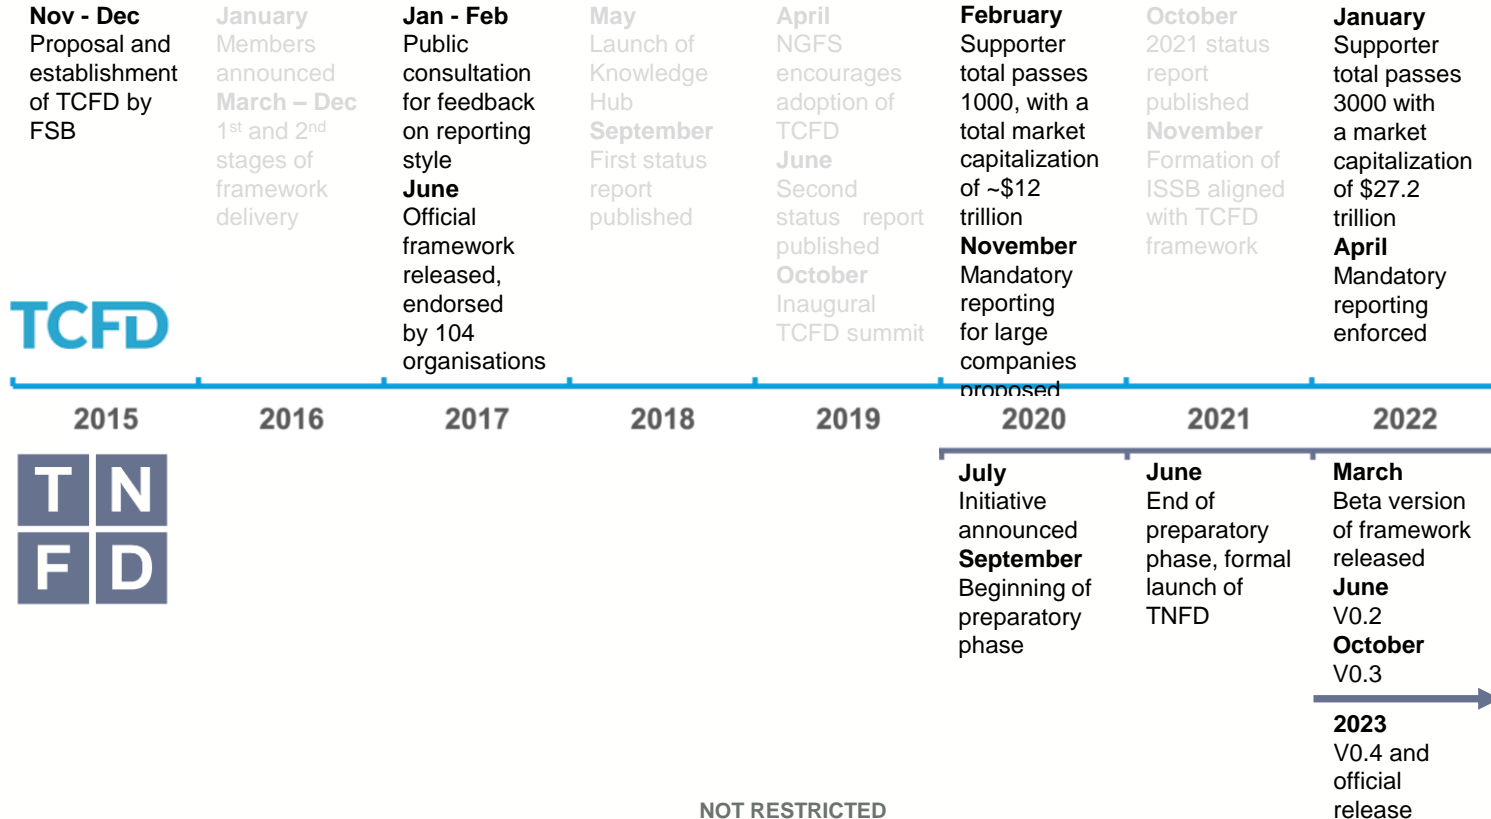 Nov - Dec
Proposal and
establishment
of TCFD by
FSB
January
Members
announced
March – Dec
1st and 2nd
stages of
framework
delivery
Jan - Feb
Public
consultation
for feedback
on reporting
style
June
Official
framework
released,
endorsed
by 104
organisations
May
Launch of
Knowledge
Hub
September
First status
report
published
April
NGFS
encourages
adoption of
TCFD
June
Second
status report
published
October
Inaugural
TCFD summit
February
Supporter
total passes
1000, with a
total market
capitalization
of ~$12
trillion
November
Mandatory
reporting
for large
companies
proposed
October
2021 status
report
published
November
Formation of
ISSB aligned
with TCFD
framework
January
Supporter
total passes
3000 with
a market
capitalization
of $27.2
trillion
April
Mandatory
reporting
enforced
TCFD
2015 2016 2017 2018 2019 2020 2021 2022
T N
F D
July
Initiative
announced
September
Beginning of
preparatory
phase
June
End of
preparatory
phase, formal
launch of
TNFD
March
Beta version
of framework
released
June
V0.2
October
V0.3
2023
V0.4 and
official
release
NOT RESTRICTED